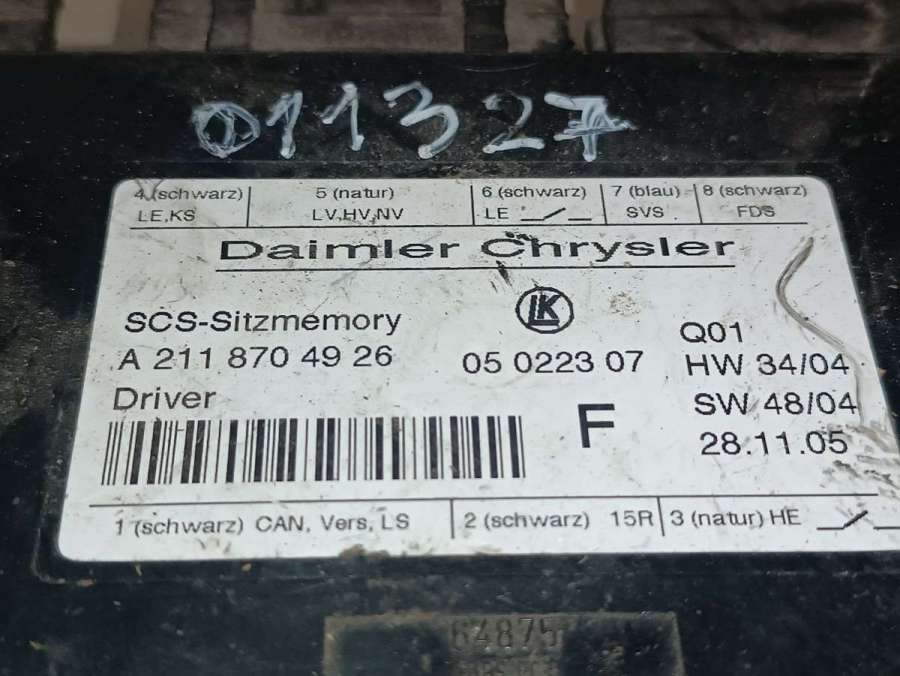 011327
4 (schwarz) 5 (natur) 6 (schwarz) 7 (blau) 8 (schwarz)
LE,KS LV,HV,NV LE SVS FDS
Daimler Chrysler
LK
SCS-Sitzmemory Q01
A 211 870 49 26 05 0223 07 HW 34/04
Driver F SW 48/04
28.11.05
1 (schwarz) CAN, Vers, LS 2 (schwarz) 15R 3 (natur) HE